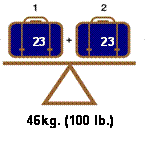 1 2
23 + 23
46kg. (100 lb.)